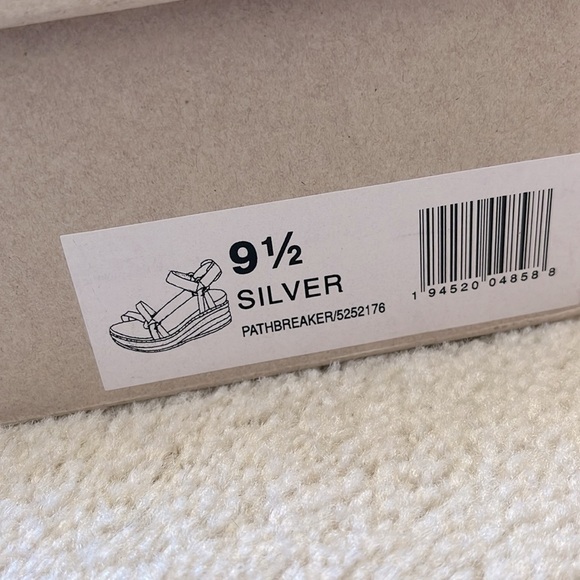 9½
SILVER
PATHBREAKER/5252176
1 94520 04858 8